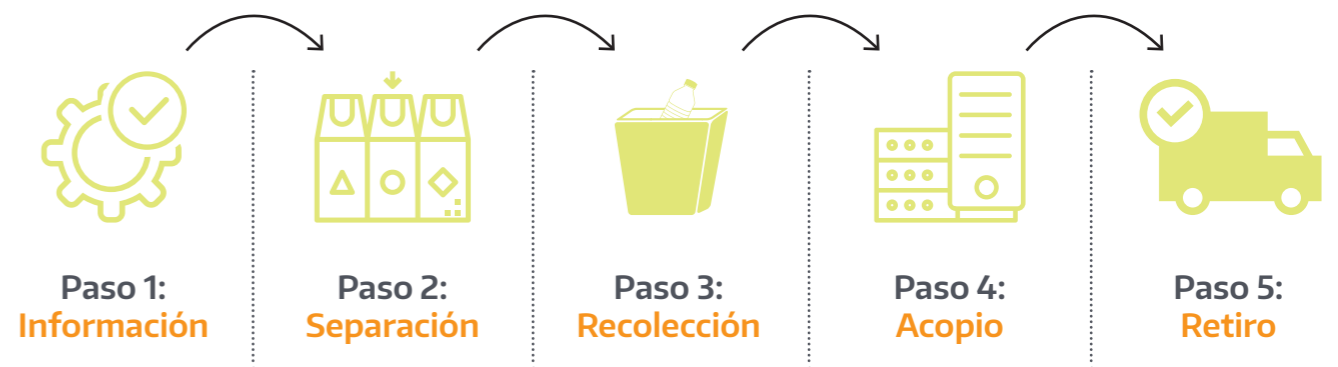 Paso 1:
Información
Paso 2:
Separación
Paso 3:
Recolección
Paso 4:
Acopio
Paso 5:
Retiro